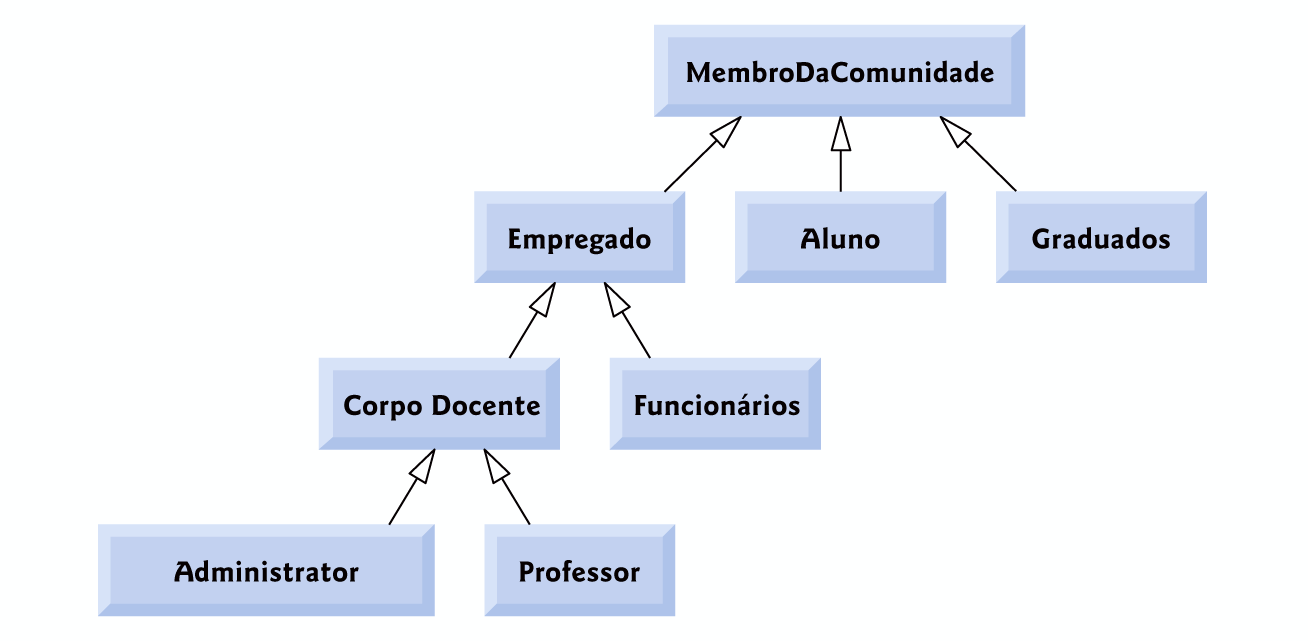 MembroDaComunidade
Empregado
Aluno
Graduados
Corpo Docente
Funcionários
Administrator
Professor